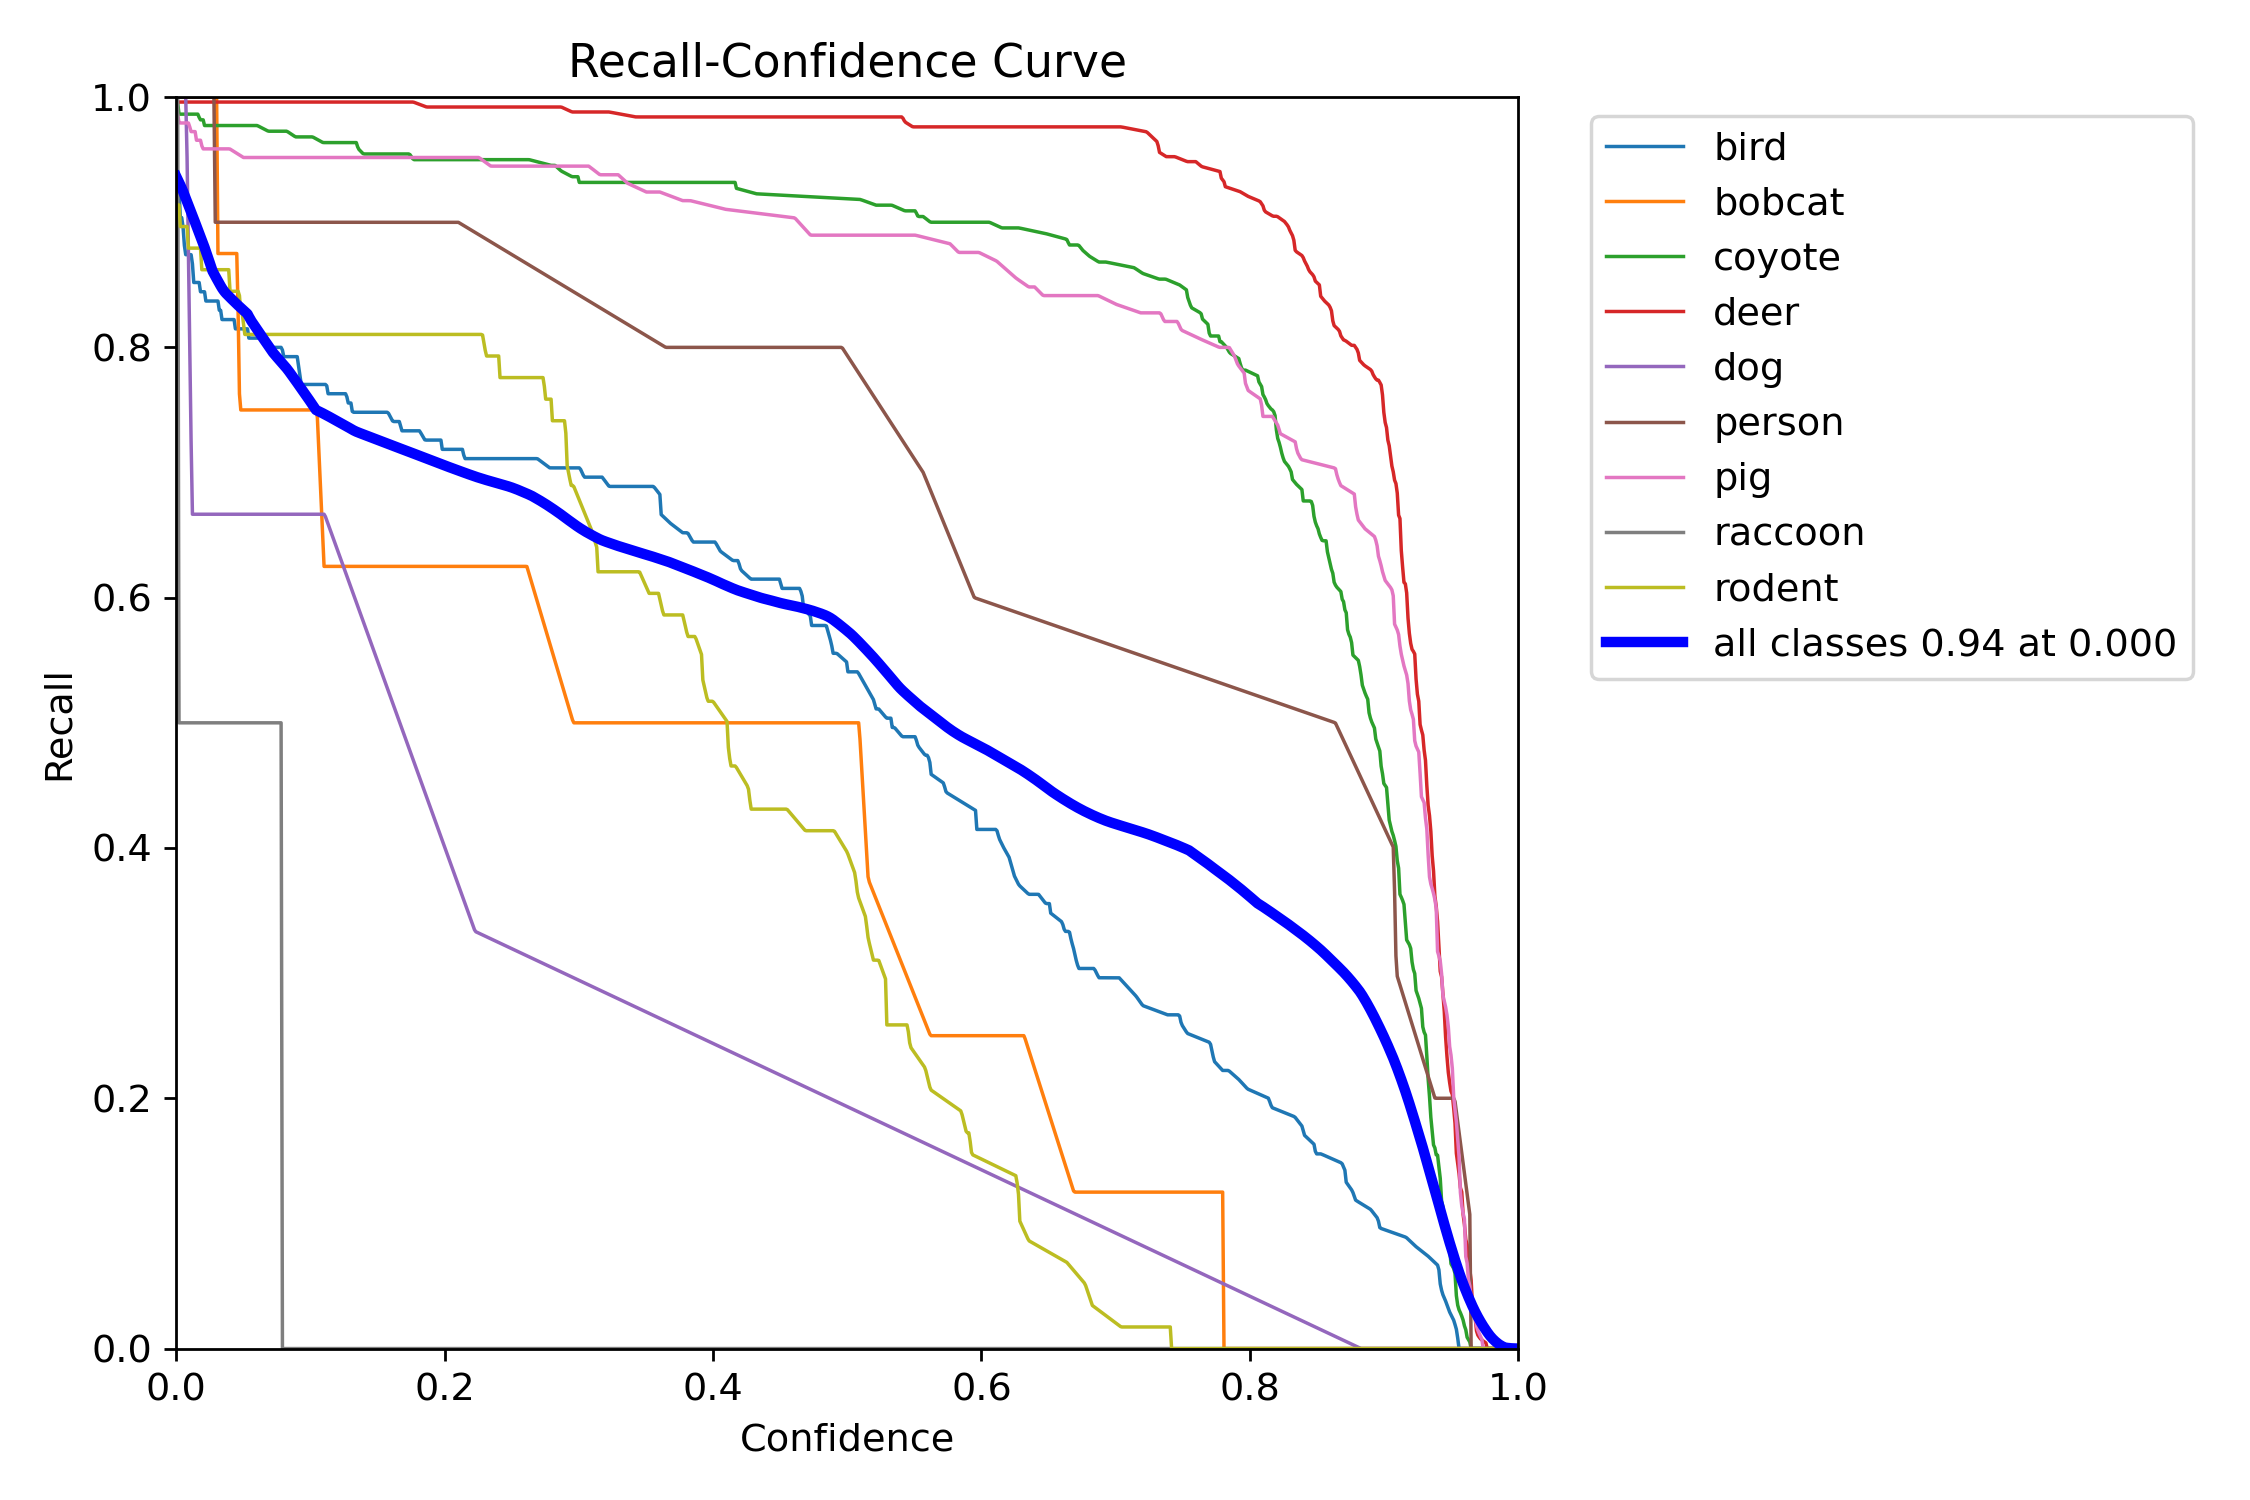 Recall-Confidence Curve
1.0
0.8
0.6
0.4
0.2
0.0
Recall
0.0 0.2 0.4 0.6 0.8 1.0
Confidence
bird
bobcat
coyote
deer
dog
person
pig
raccoon
rodent
all classes 0.94 at 0.000